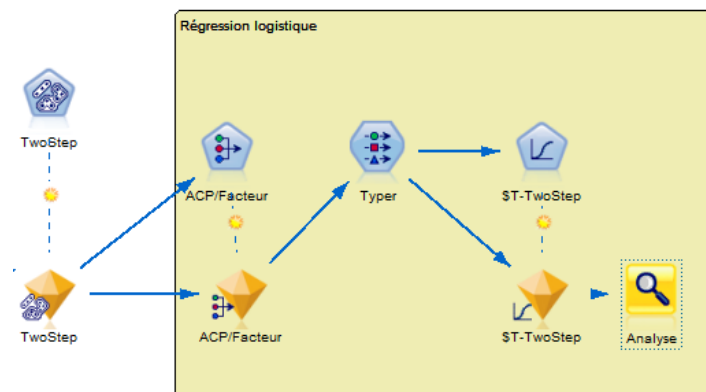 Régression logistique
TwoStep
ACP/Facteur
Typer
$T-TwoStep
TwoStep
ACP/Facteur
$T-TwoStep
Analyse